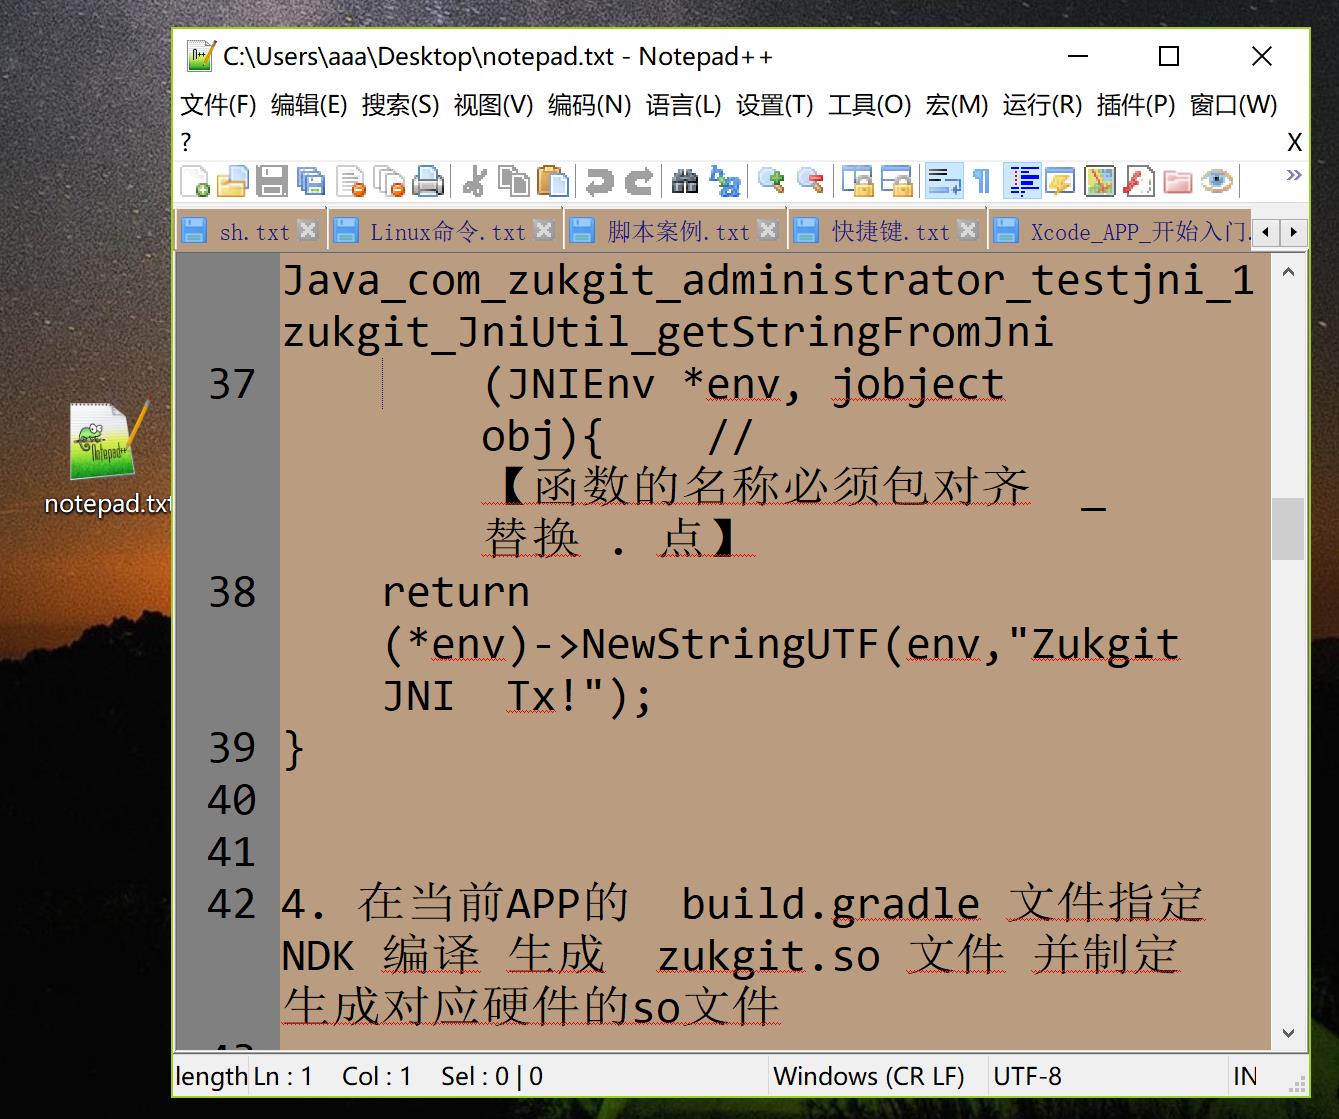 C:\Users\aaa\Desktop\notepad.txt - Notepad++
文件(F) 编辑(E) 搜索(S) 视图(V) 编码(N) 语言(L) 设置(T) 工具(O) 宏(M) 运行(R) 插件(P) 窗口(W)
? X
sh.txt Linux命令.txt 脚本案例.txt 快捷键.txt Xcode_APP_开始入门.
Java_com_zukgit_administrator_testjni_1
zukgit_JniUtil_getStringFromJni
37 (JNIEnv *env, jobject
obj){ //
【函数的名称必须包对齐 _
替换 . 点】
38 return
(*env)->NewStringUTF(env,"Zukgit
JNI Tx!");
39 }
40
41
42 4. 在当前APP的 build.gradle 文件指定
NDK 编译 生成 zukgit.so 文件 并制定
生成对应硬件的so文件
length Ln : 1 Col : 1 Sel : 0 | 0 Windows (CR LF) UTF-8 IN
notepad.txt